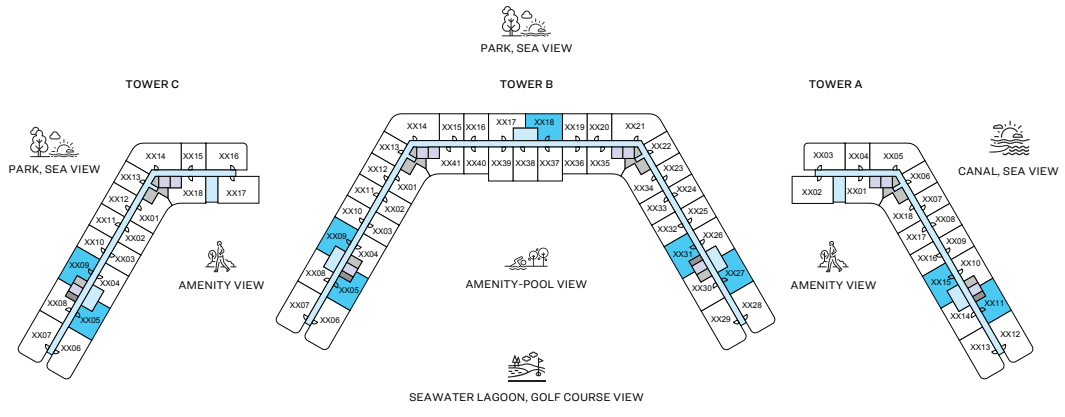 PARK, SEA VIEW
TOWER C
TOWER B
TOWER A
PARK, SEA VIEW
CANAL, SEA VIEW
XX14
XX15
XX16
XX13
XX12
XX11
XX10
XX09
XX08
XX07
XX06
XX05
XX04
XX03
XX02
XX01
XX18
XX17
AMENITY VIEW
XX14
XX15
XX16
XX17
XX18
XX19
XX20
XX21
XX13
XX12
XX11
XX10
XX09
XX08
XX07
XX06
XX05
XX04
XX03
XX02
XX01
XX41
XX40
XX39
XX38
XX37
XX36
XX35
XX22
XX23
XX24
XX25
XX26
XX27
XX28
XX29
XX30
XX31
XX32
XX33
XX34
AMENITY-POOL VIEW
XX03
XX04
XX05
XX02
XX01
XX06
XX07
XX08
XX09
XX10
XX11
XX12
XX13
XX14
XX15
XX16
XX17
XX18
AMENITY VIEW
SEAWATER LAGOON, GOLF COURSE VIEW